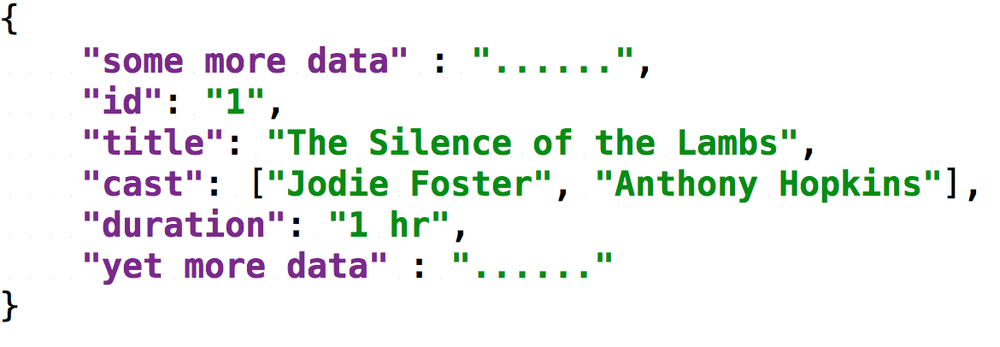 {
"some more data" : "......",
"id": "1",
"title": "The Silence of the Lambs",
"cast": ["Jodie Foster", "Anthony Hopkins"],
"duration": "1 hr",
"yet more data" : "......"
}